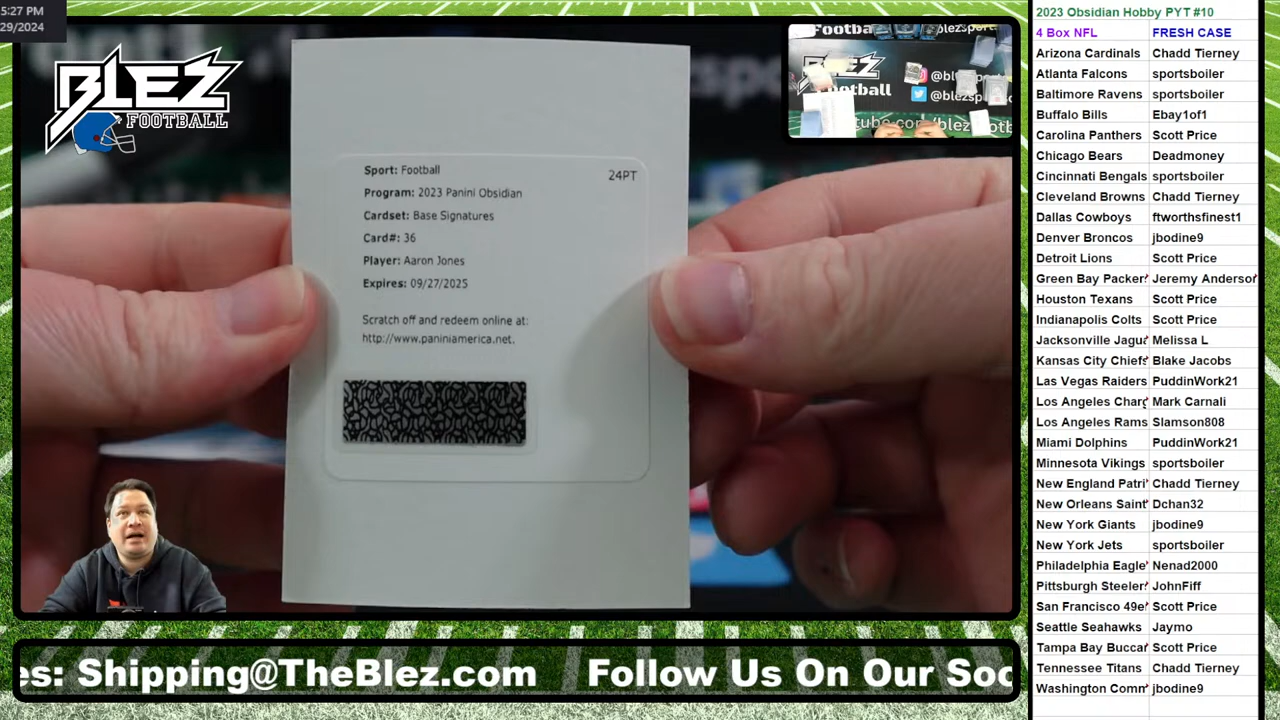 5:27 PM
29/2024
BLEZ
FOOTBALL
Sport: Football
24PT
Program: 2023 Panini Obsidian
Cardset: Base Signatures
Card#: 36
Player: Aaron Jones
Expires: 09/27/2025
Scratch off and redeem online at:
http://www.paniniamerica.net.
es: Shipping@TheBlez.com Follow Us On Our Soc
2023 Obsidian Hobby PYT #10
4 Box NFL FRESH CASE
Arizona Cardinals Chadd Tierney
Atlanta Falcons sportsboiler
Baltimore Ravens sportsboiler
Buffalo Bills Ebay1of1
Carolina Panthers Scott Price
Chicago Bears Deadmoney
Cincinnati Bengals sportsboiler
Cleveland Browns Chadd Tierney
Dallas Cowboys ftworthsfinest1
Denver Broncos jbodine9
Detroit Lions Scott Price
Green Bay Packer Jeremy Anderson
Houston Texans Scott Price
Indianapolis Colts Scott Price
Jacksonville Jagu Melissa L
Kansas City Chiefs Blake Jacobs
Las Vegas Raiders PuddinWork21
Los Angeles Charg Mark Carnali
Los Angeles Rams Slamson808
Miami Dolphins PuddinWork21
Minnesota Vikings sportsboiler
New England Patri Chadd Tierney
New Orleans Saint Dchan32
New York Giants jbodine9
New York Jets sportsboiler
Philadelphia Eagle Nenad2000
Pittsburgh Steeler JohnFiff
San Francisco 49e Scott Price
Seattle Seahawks Jaymo
Tampa Bay Buccar Scott Price
Tennessee Titans Chadd Tierney
Washington Comm jbodine9